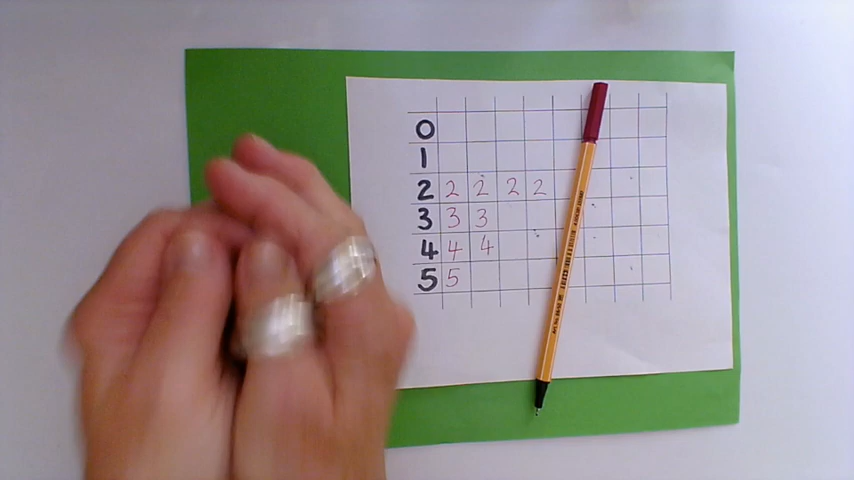 0
1
2 2 2 2 2
3 3 3
4 4 4
5 5